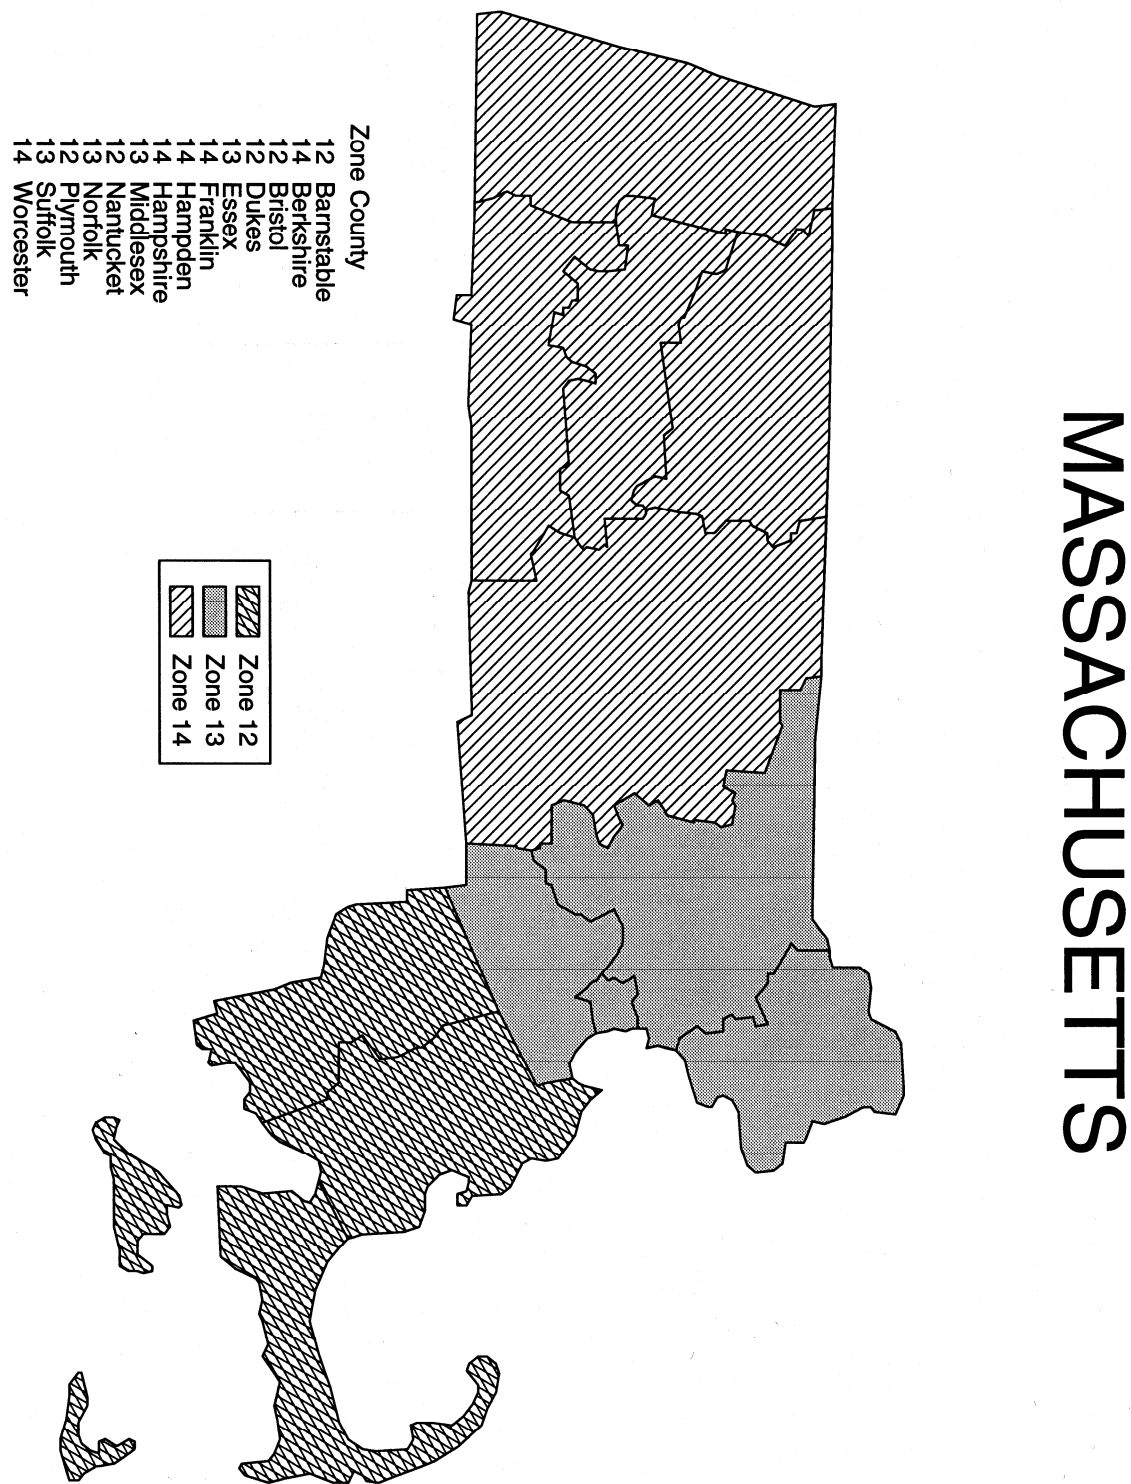 MASSACHUSETTS
Zone County
12 Barnstable
14 Berkshire
12 Bristol
12 Dukes
13 Essex
14 Franklin
14 Hampden
14 Hampshire
13 Middlesex
12 Nantucket
13 Norfolk
12 Plymouth
13 Suffolk
14 Worcester
Zone 12
Zone 13
Zone 14